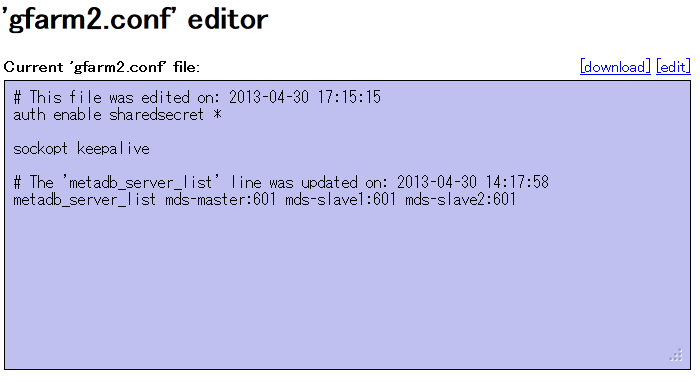 'gfarm2.conf' editor
Current 'gfarm2.conf' file: [download] [edit]
# This file was edited on: 2013-04-30 17:15:15
auth enable sharedsecret *
sockopt keepalive
# The 'metadb_server_list' line was updated on: 2013-04-30 14:17:58
metadb_server_list mds-master:601 mds-slave1:601 mds-slave2:601